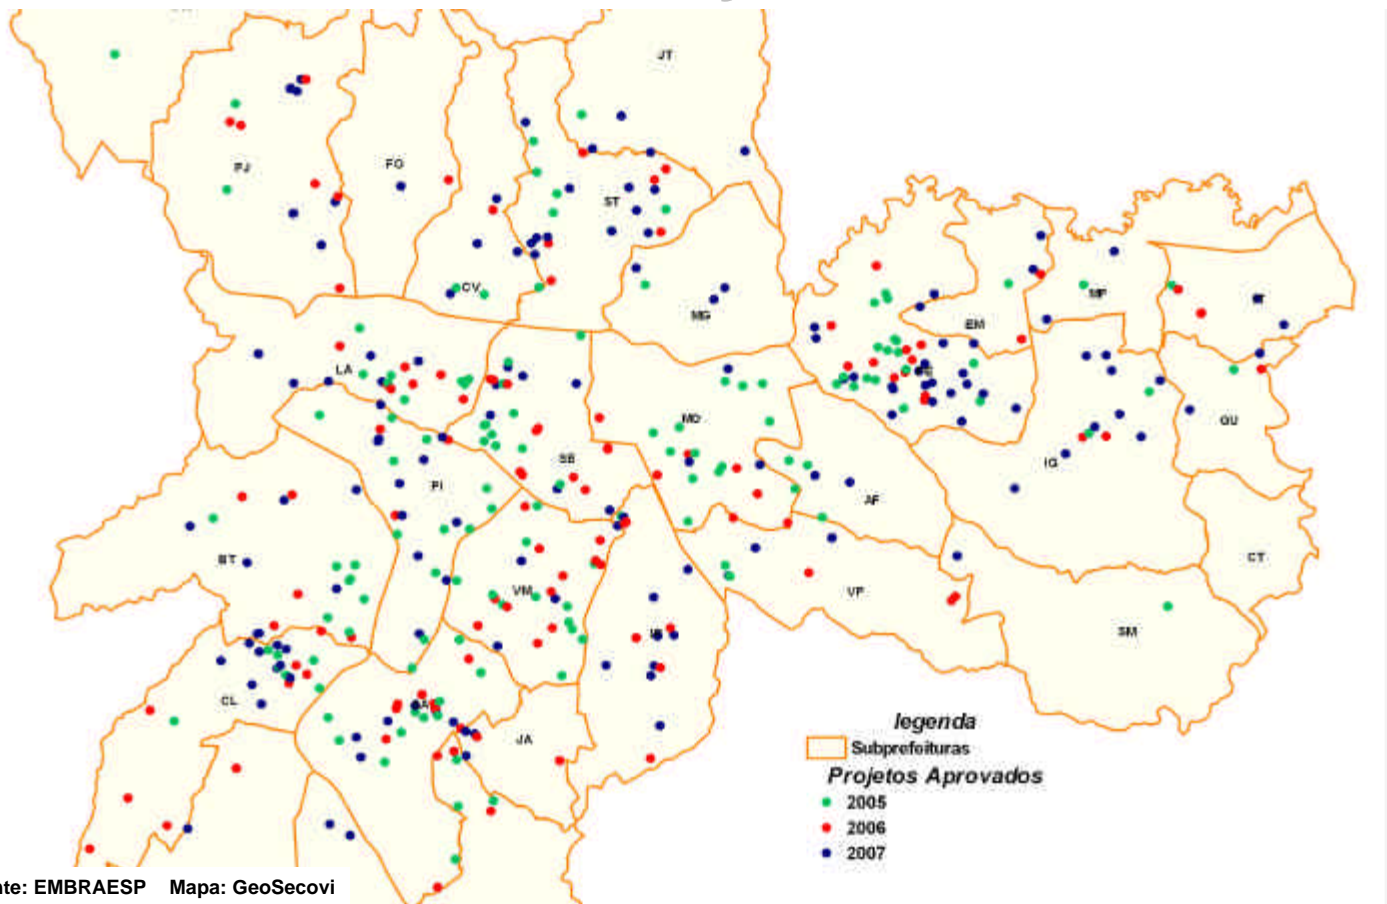 JT
PJ
FO
ST
CV
MG
MP
EM
LA
MO
SE
PI
IG
GU
AF
BT
VM
VP
CT
SM
CL
JA
legenda
Subprefeituras
Projetos Aprovados
2005
2006
2007
nte: EMBRAESP Mapa: GeoSecovi